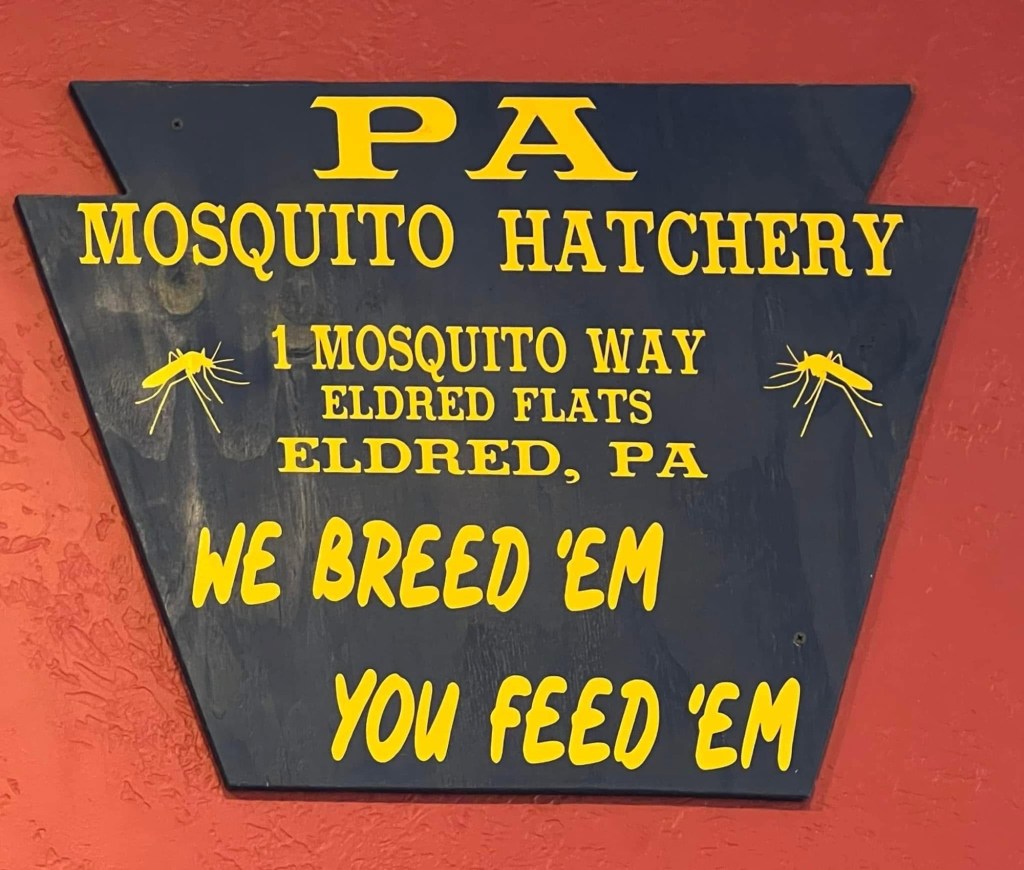 PA
MOSQUITO HATCHERY
1 MOSQUITO WAY
ELDRED FLATS
ELDRED, PA
WE BREED 'EM
YOU FEED 'EM